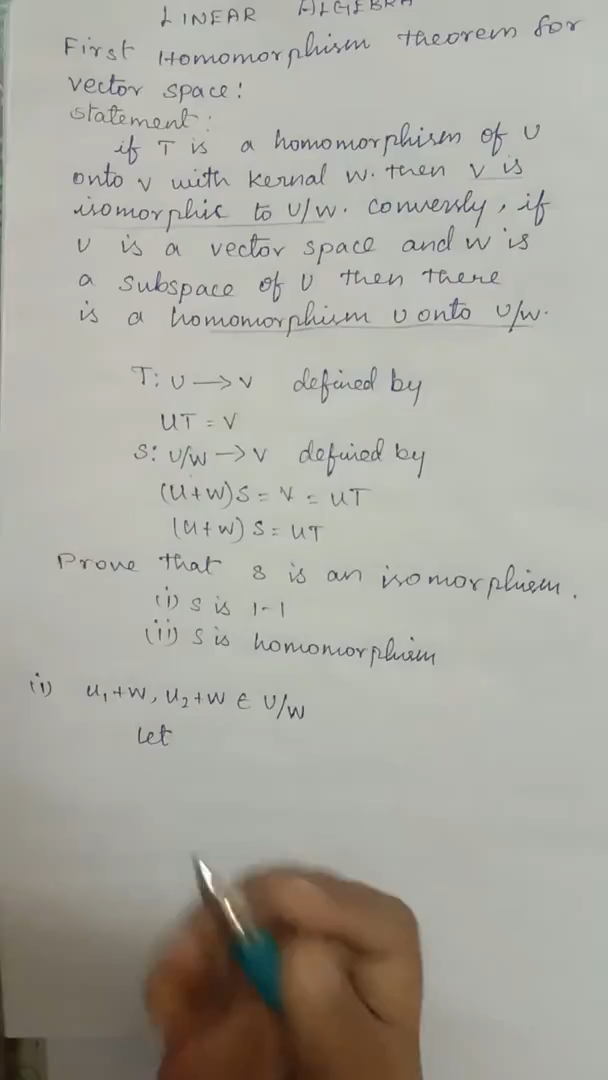 LINEAR ALGEBRA
First Homomorphism theorem for
vector space:
statement:
if T is a homomorphism of U
onto V with kernal W. then V is
isomorphic to U/W. conversly, if
U is a vector space and W is
a subspace of U then there
is a homomorphism U onto U/W.
T: U → V defined by
UT = V
S: U/W → V defined by
(U+W)S = V = UT
(U+W) S = UT
Prove that S is an isomorphism.
(i) S is 1-1
(ii) S is homomorphism
(i) u₁+W, u₂+W ∈ U/W
Let